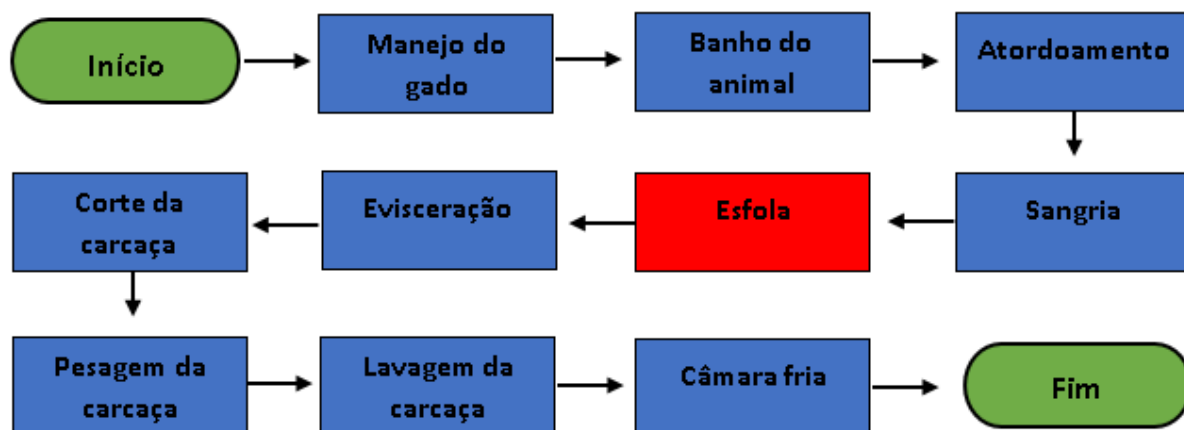 Início
Manejo do
gado
Banho do
animal
Atordoamento
Sangria
Esfola
Evisceração
Corte da
carcaça
Pesagem da
carcaça
Lavagem da
carcaça
Câmara fria
Fim